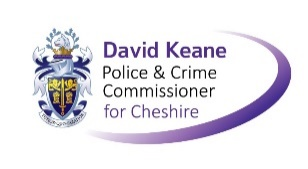 David Keane
Police & Crime
Commissioner
for Cheshire